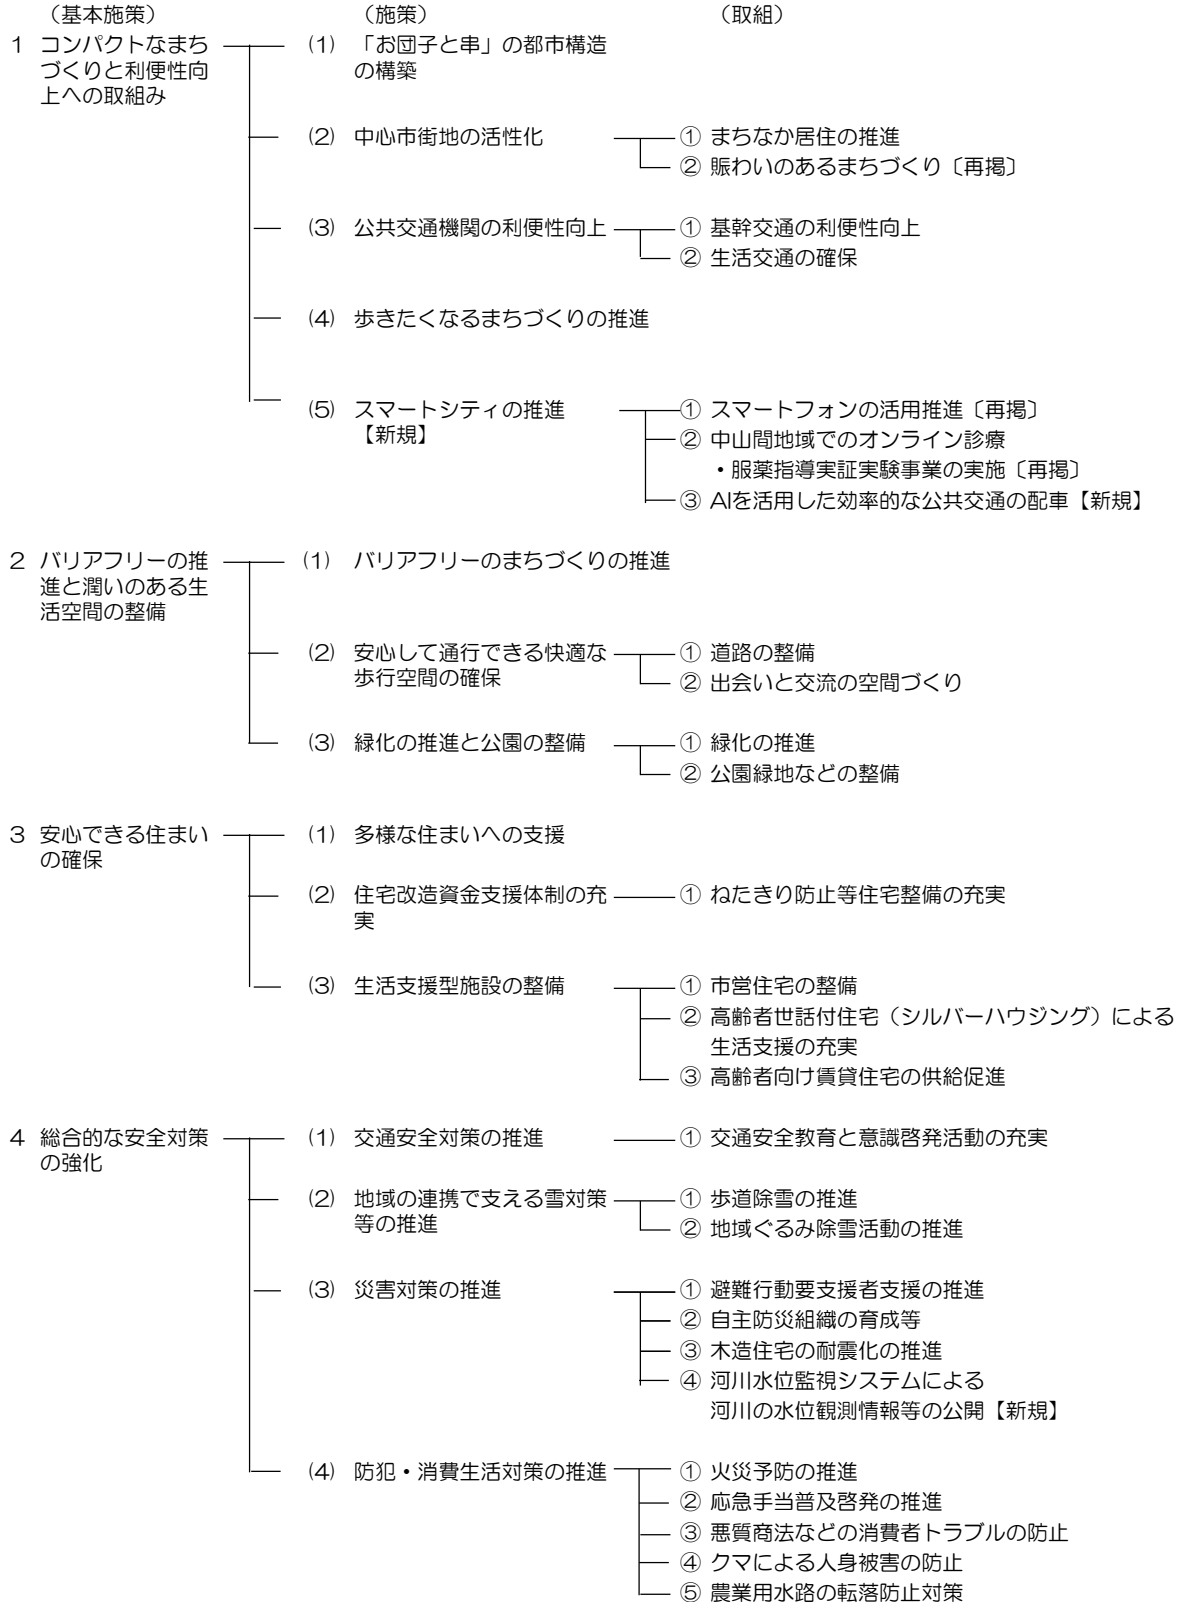 （基本施策） （施策） （取組）
1 コンパクトなまち (1) 「お団子と串」の都市構造
づくりと利便性向 の構築
上への取組み
(2) 中心市街地の活性化 ① まちなか居住の推進
② 賑わいのあるまちづくり〔再掲〕
(3) 公共交通機関の利便性向上 ① 基幹交通の利便性向上
② 生活交通の確保
(4) 歩きたくなるまちづくりの推進
(5) スマートシティの推進 ① スマートフォンの活用推進〔再掲〕
【新規】 ② 中山間地域でのオンライン診療
・服薬指導実証実験事業の実施〔再掲〕
③ AIを活用した効率的な公共交通の配車【新規】
2 バリアフリーの推 (1) バリアフリーのまちづくりの推進
進と潤いのある生
活空間の整備
(2) 安心して通行できる快適な ① 道路の整備
歩行空間の確保 ② 出会いと交流の空間づくり
(3) 緑化の推進と公園の整備 ① 緑化の推進
② 公園緑地などの整備
3 安心できる住まい (1) 多様な住まいへの支援
の確保
(2) 住宅改造資金支援体制の充 ① ねたきり防止等住宅整備の充実
実
(3) 生活支援型施設の整備 ① 市営住宅の整備
② 高齢者世話付住宅（シルバーハウジング）による
生活支援の充実
③ 高齢者向け賃貸住宅の供給促進
4 総合的な安全対策 (1) 交通安全対策の推進 ① 交通安全教育と意識啓発活動の充実
の強化
(2) 地域の連携で支える雪対策 ① 歩道除雪の推進
等の推進 ② 地域ぐるみ除雪活動の推進
(3) 災害対策の推進 ① 避難行動要支援者支援の推進
② 自主防災組織の育成等
③ 木造住宅の耐震化の推進
④ 河川水位監視システムによる
河川の水位観測情報等の公開【新規】
(4) 防犯・消費生活対策の推進 ① 火災予防の推進
② 応急手当普及啓発の推進
③ 悪質商法などの消費者トラブルの防止
④ クマによる人身被害の防止
⑤ 農業用水路の転落防止対策